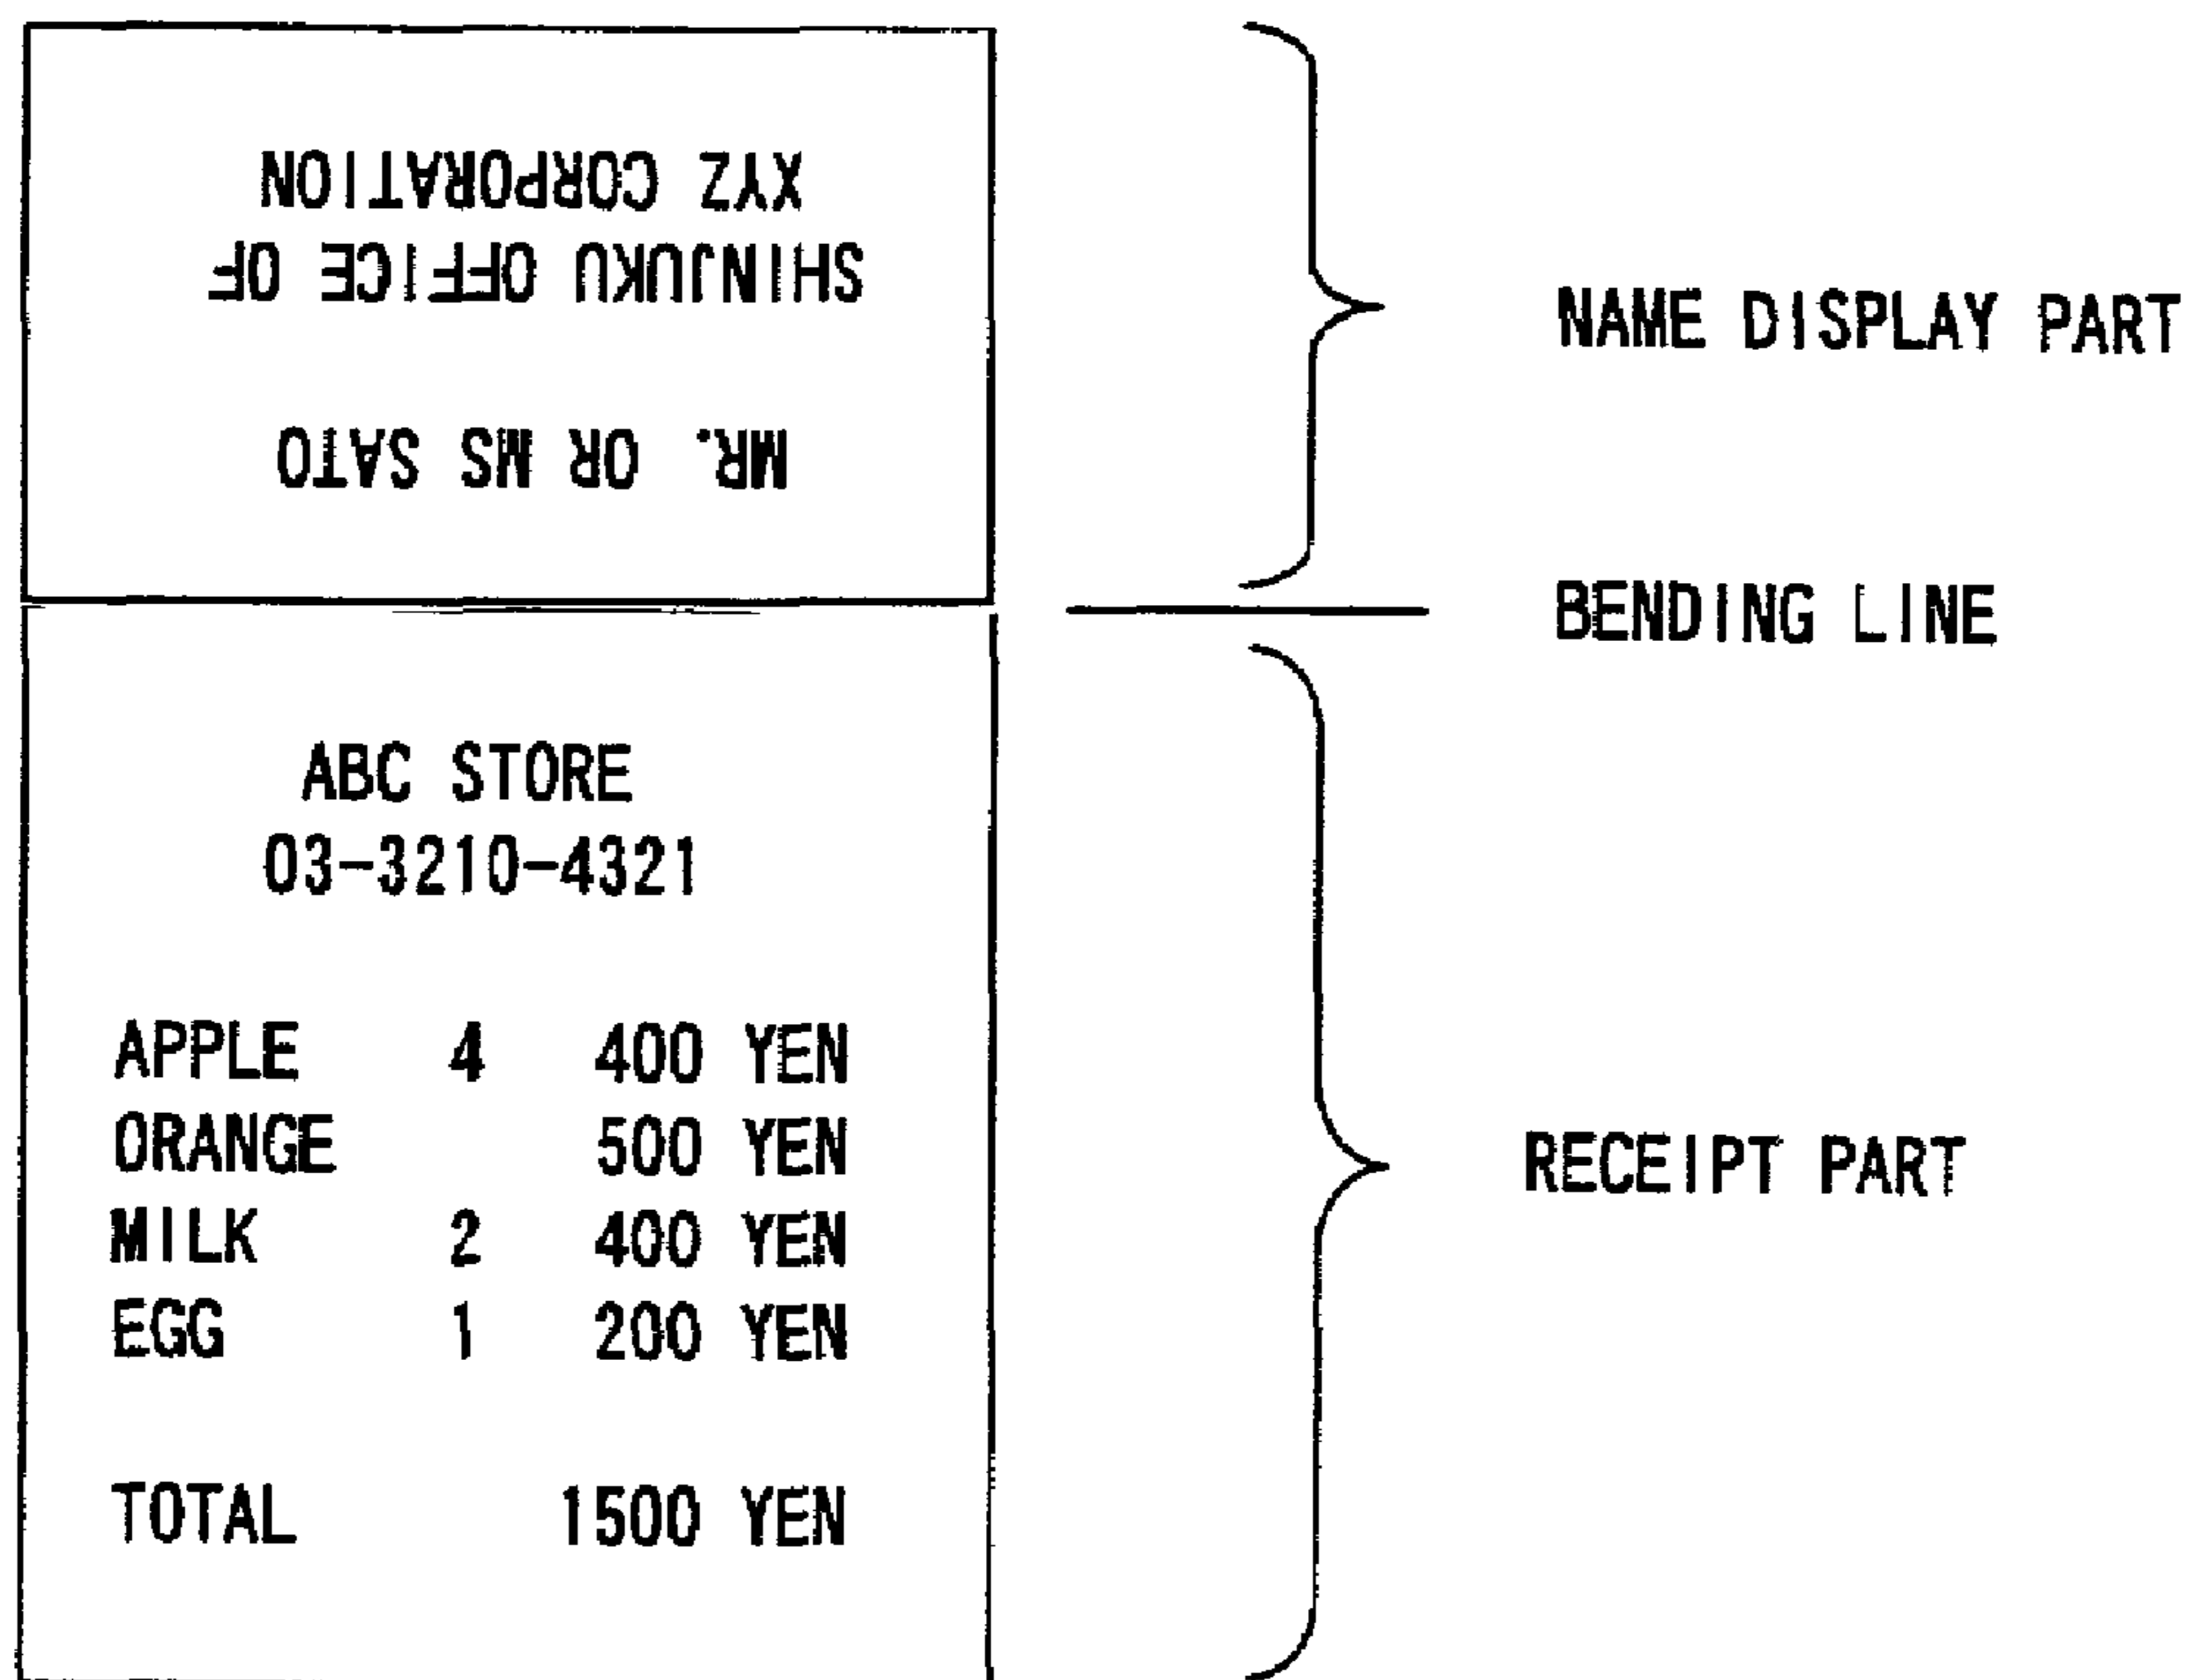 MR. OR MS SATO
SHINJUKU OFFICE OF
XYZ CORPORATION
NAME DISPLAY PART
BENDING LINE
ABC STORE
03-3210-4321
APPLE 4 400 YEN
ORANGE 500 YEN
MILK 2 400 YEN
EGG 1 200 YEN
TOTAL 1500 YEN
RECEIPT PART